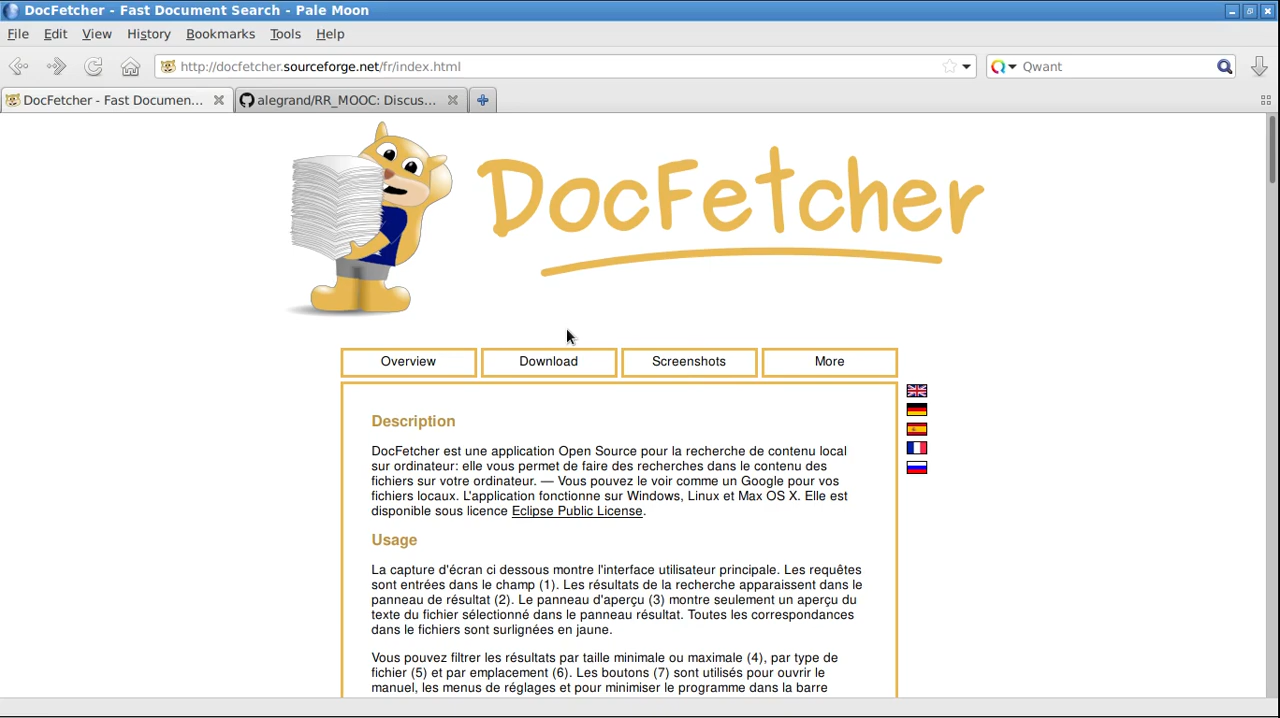 DocFetcher - Fast Document Search - Pale Moon
File Edit View History Bookmarks Tools Help
http://docfetcher.sourceforge.net/fr/index.html
Qwant
DocFetcher - Fast Documen...
alegrand/RR_MOOC: Discus...
DocFetcher
Overview
Download
Screenshots
More
Description
DocFetcher est une application Open Source pour la recherche de contenu local
sur ordinateur: elle vous permet de faire des recherches dans le contenu des
fichiers sur votre ordinateur. — Vous pouvez le voir comme un Google pour vos
fichiers locaux. L'application fonctionne sur Windows, Linux et Max OS X. Elle est
disponible sous licence Eclipse Public License.
Usage
La capture d'écran ci dessous montre l'interface utilisateur principale. Les requêtes
sont entrées dans le champ (1). Les résultats de la recherche apparaissent dans le
panneau de résultat (2). Le panneau d'aperçu (3) montre seulement un aperçu du
texte du fichier sélectionné dans le panneau résultat. Toutes les correspondances
dans le fichiers sont surlignées en jaune.
Vous pouvez filtrer les résultats par taille minimale ou maximale (4), par type de
fichier (5) et par emplacement (6). Les boutons (7) sont utilisés pour ouvrir le
manuel, les menus de réglages et pour minimiser le programme dans la barre